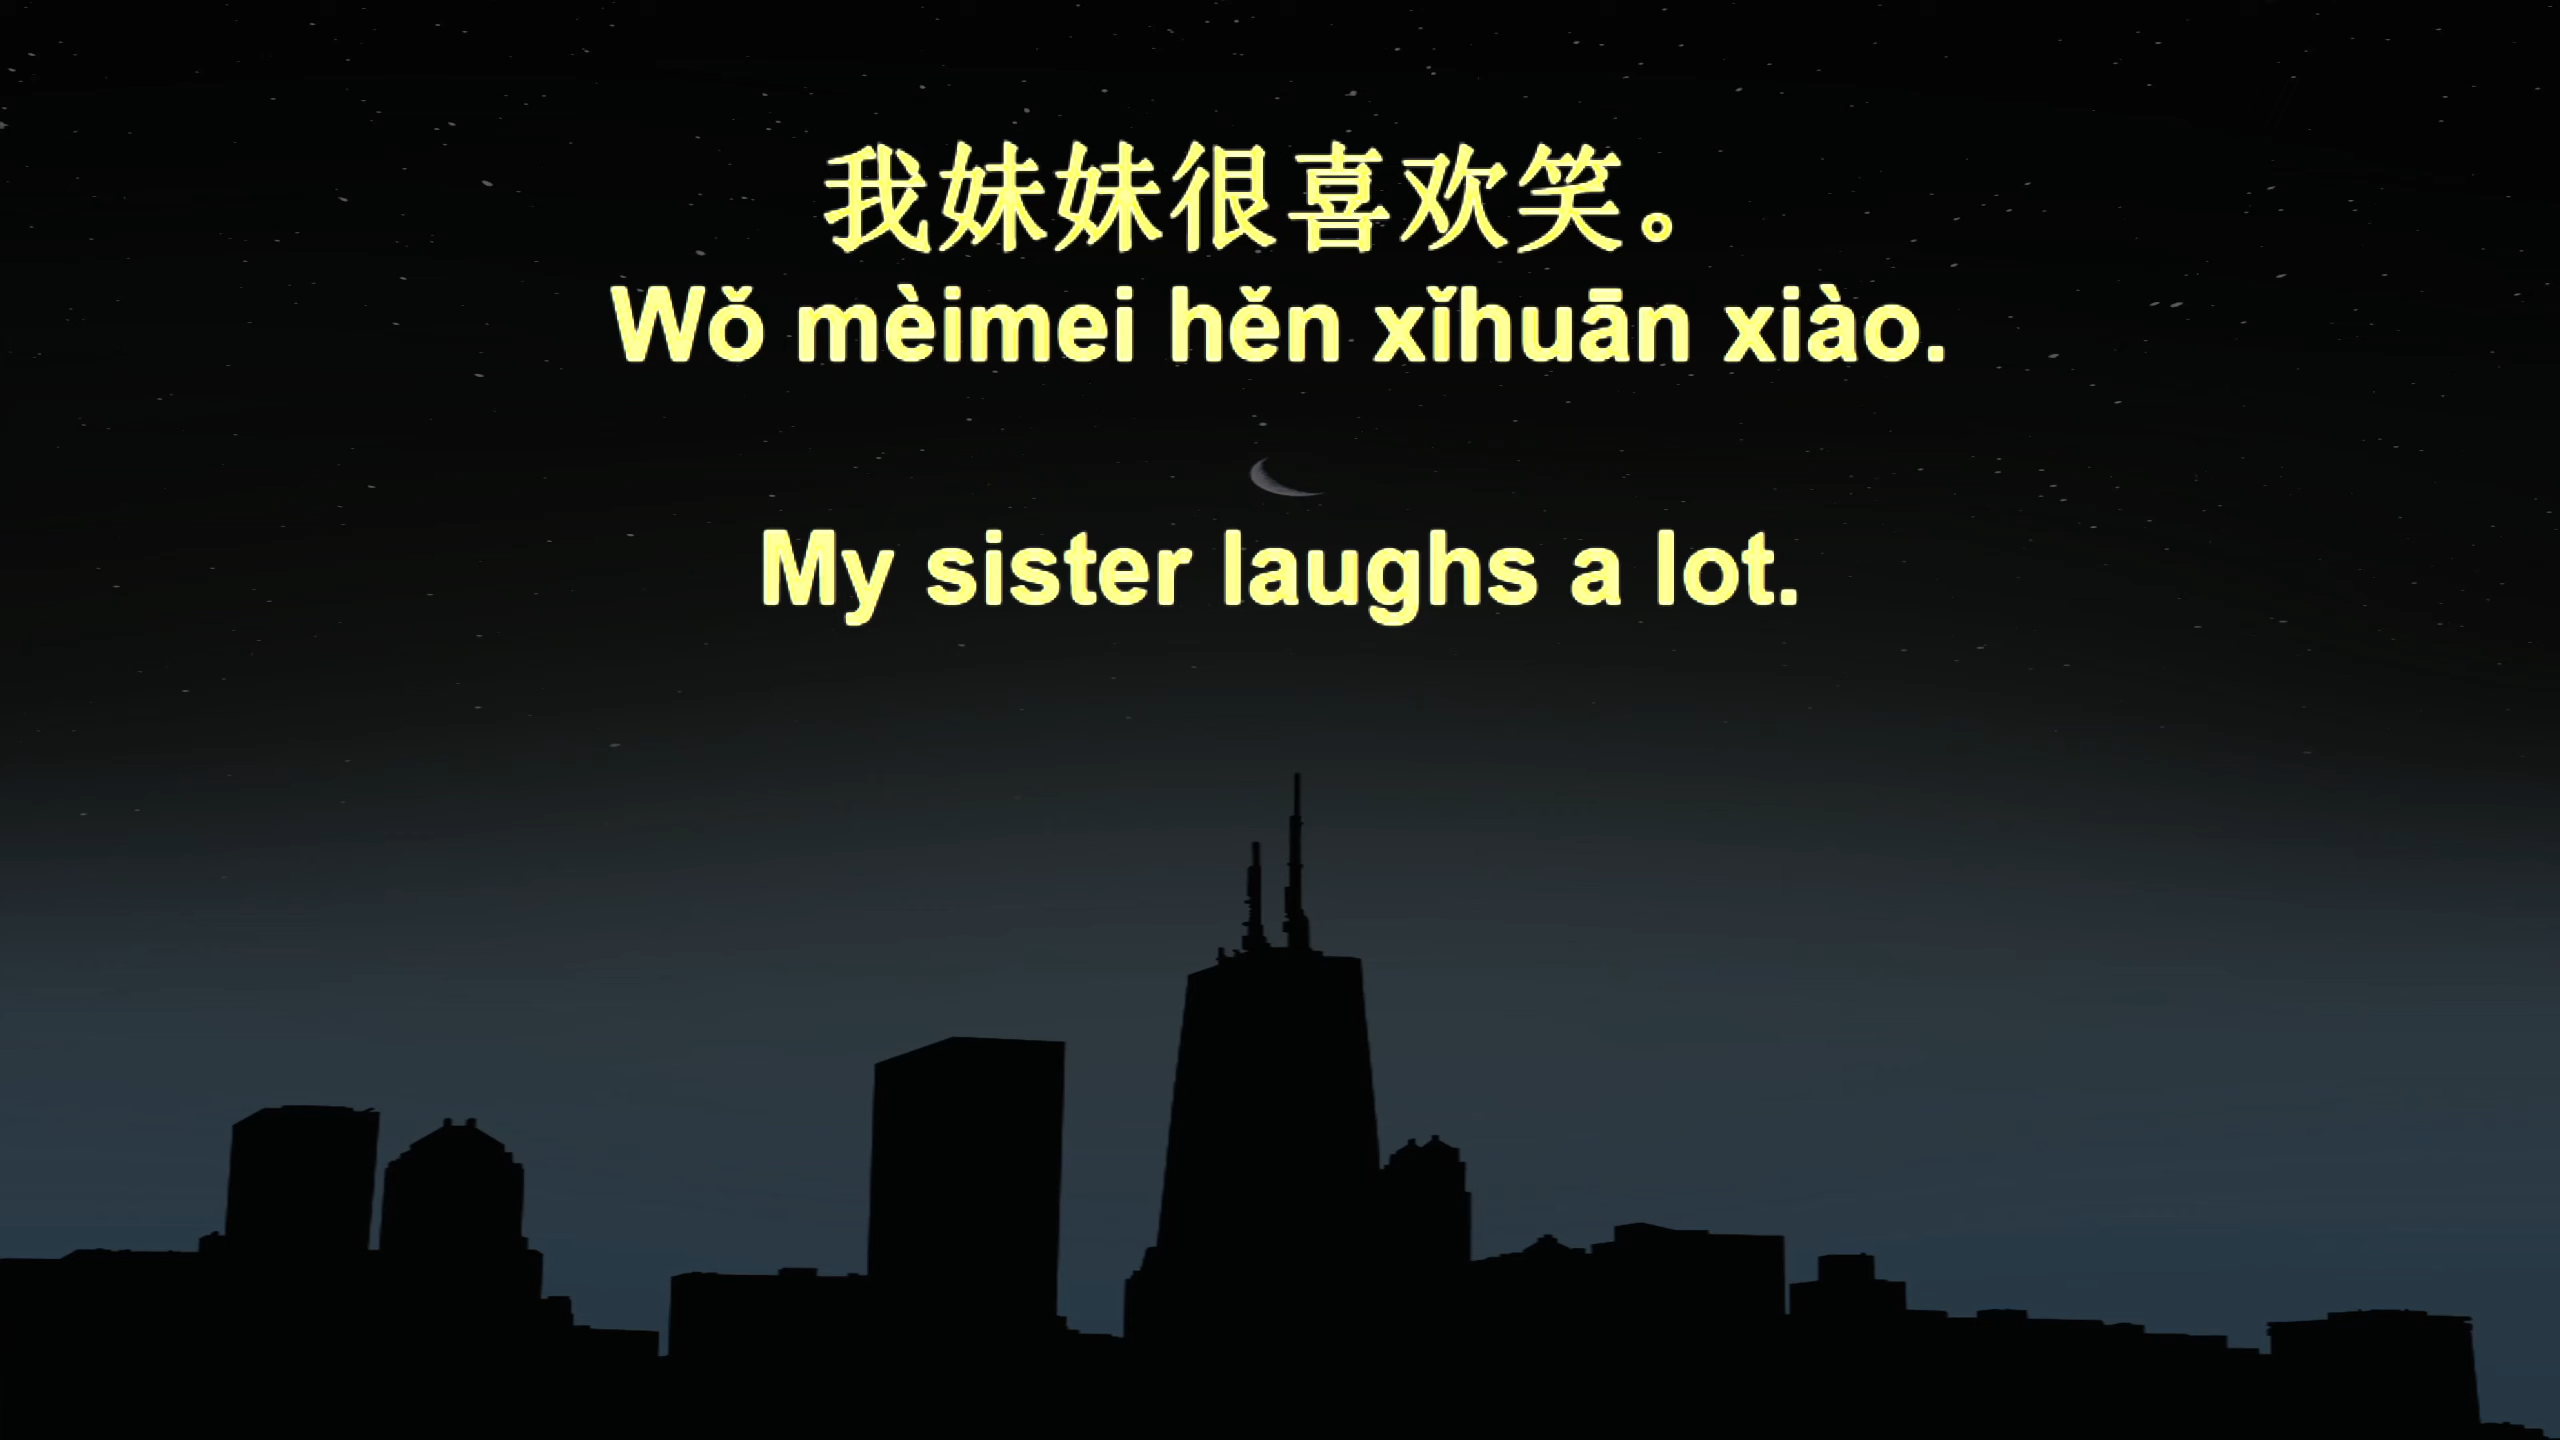 我妹妹很喜欢笑。
Wǒ mèimei hěn xǐhuān xiào.
My sister laughs a lot.